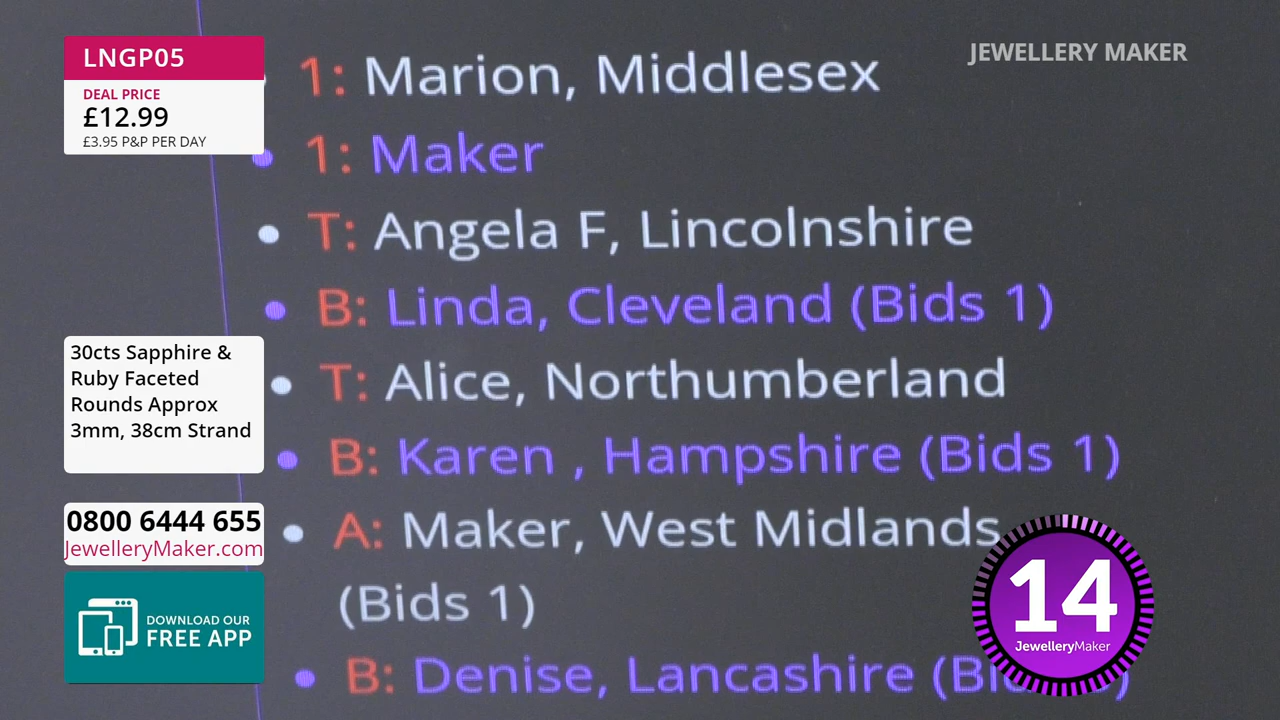 LNGP05
DEAL PRICE
£12.99
£3.95 P&P PER DAY
JEWELLERY MAKER
1: Marion, Middlesex
1: Maker
T: Angela F, Lincolnshire
B: Linda, Cleveland (Bids 1)
T: Alice, Northumberland
B: Karen , Hampshire (Bids 1)
A: Maker, West Midlands
(Bids 1)
B: Denise, Lancashire
30cts Sapphire &
Ruby Faceted
Rounds Approx
3mm, 38cm Strand
0800 6444 655
JewelleryMaker.com
DOWNLOAD OUR
FREE APP
14
JewelleryMaker